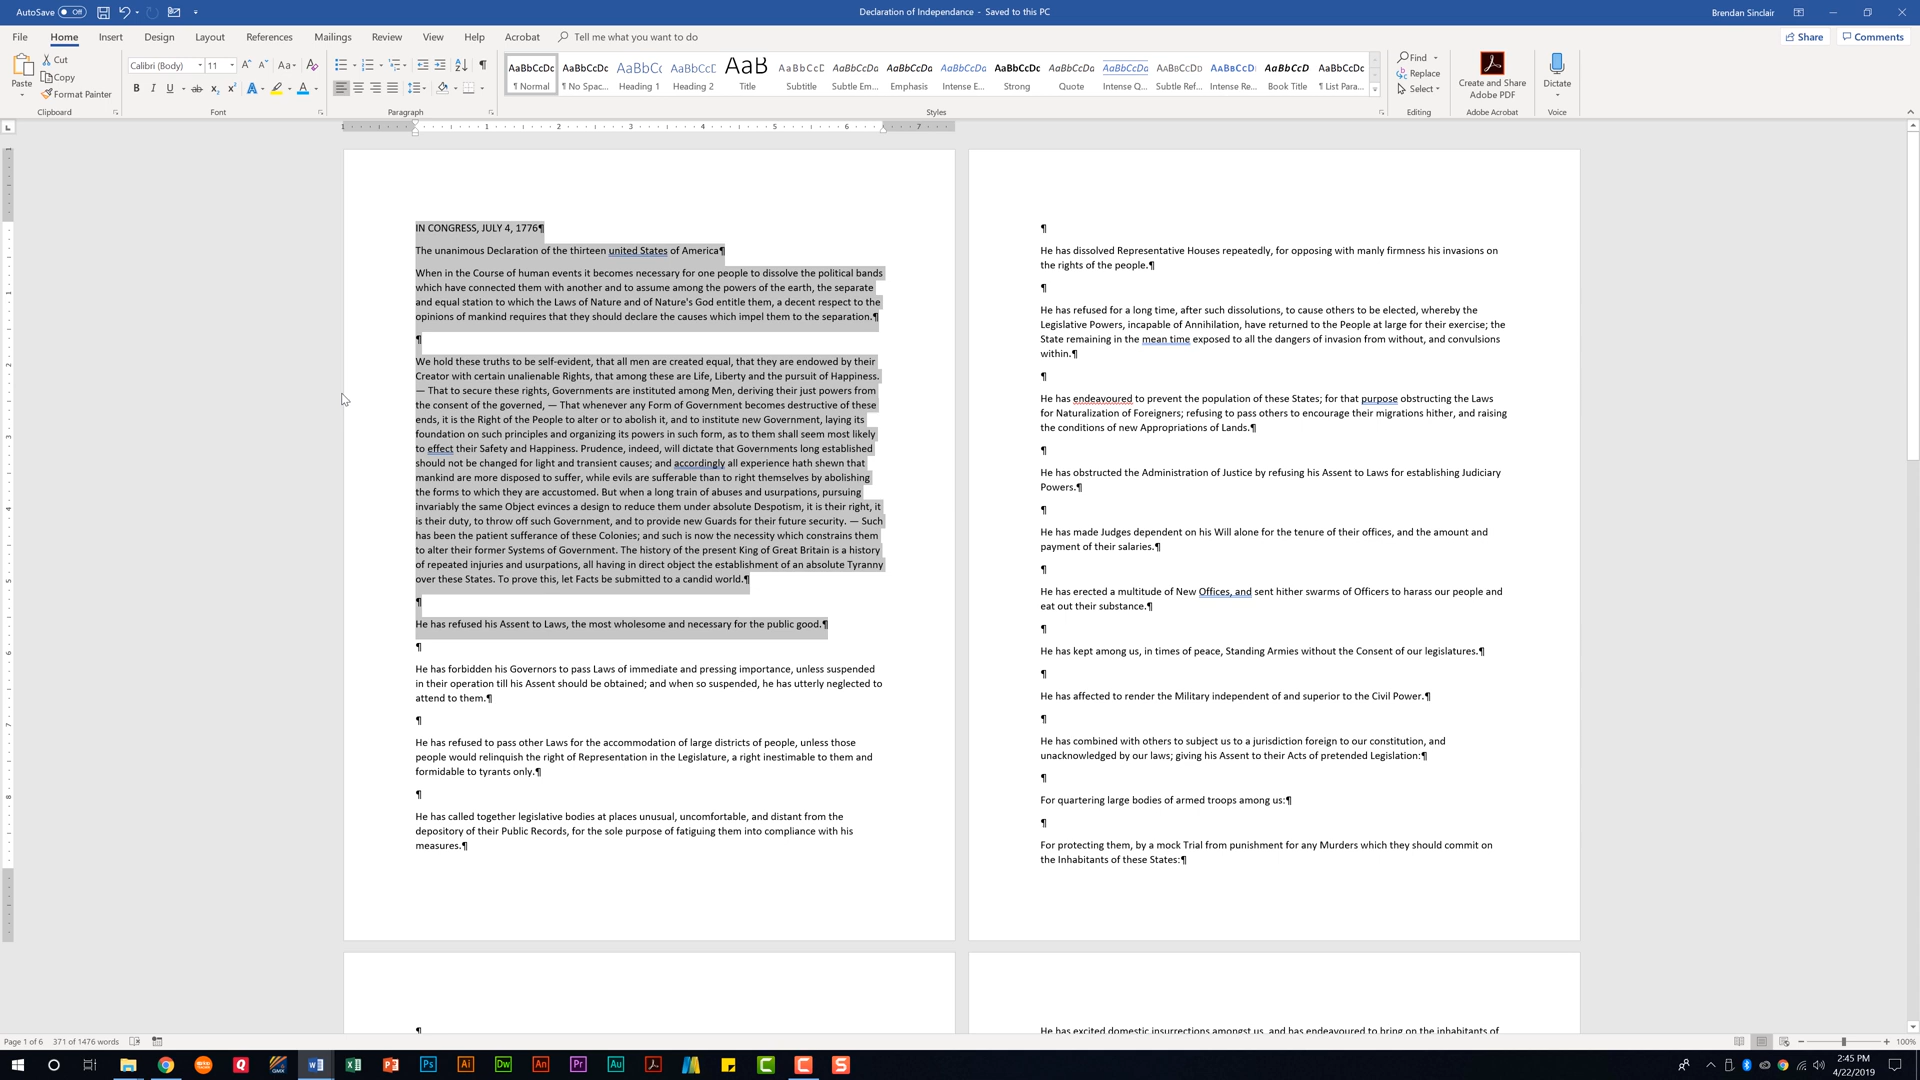 AutoSave Off
Declaration of Independance - Saved to this PC
Brendan Sinclair
File Home Insert Design Layout References Mailings Review View Help Acrobat Tell me what you want to do
Share Comments
Paste
Cut
Copy
Format Painter
Clipboard
Calibri (Body) 11
Font
Paragraph
AaBbCcDc AaBbCcDc AaBbCc AaBbCcE AaB AaBbCcD AaBbCcDa AaBbCcDa AaBbCcDa AaBbCcDc AaBbCcDa AaBbCcDa AaBbCcDd AaBbCcDd AaBbCcD AaBbCcDc
¶ Normal ¶ No Spac... Heading 1 Heading 2 Title Subtitle Subtle Em... Emphasis Intense E... Strong Quote Intense Q... Subtle Ref... Intense Re... Book Title ¶ List Para...
Styles
Find
Replace
Select
Editing
Create and Share
Adobe PDF
Adobe Acrobat
Dictate
Voice
1 1 2 3 4 5 6 7
IN CONGRESS, JULY 4, 1776¶
The unanimous Declaration of the thirteen united States of America¶
When in the Course of human events it becomes necessary for one people to dissolve the political bands
which have connected them with another and to assume among the powers of the earth, the separate
and equal station to which the Laws of Nature and of Nature's God entitle them, a decent respect to the
opinions of mankind requires that they should declare the causes which impel them to the separation.¶
¶
We hold these truths to be self-evident, that all men are created equal, that they are endowed by their
Creator with certain unalienable Rights, that among these are Life, Liberty and the pursuit of Happiness.
— That to secure these rights, Governments are instituted among Men, deriving their just powers from
the consent of the governed, — That whenever any Form of Government becomes destructive of these
ends, it is the Right of the People to alter or to abolish it, and to institute new Government, laying its
foundation on such principles and organizing its powers in such form, as to them shall seem most likely
to effect their Safety and Happiness. Prudence, indeed, will dictate that Governments long established
should not be changed for light and transient causes; and accordingly all experience hath shewn that
mankind are more disposed to suffer, while evils are sufferable than to right themselves by abolishing
the forms to which they are accustomed. But when a long train of abuses and usurpations, pursuing
invariably the same Object evinces a design to reduce them under absolute Despotism, it is their right, it
is their duty, to throw off such Government, and to provide new Guards for their future security. — Such
has been the patient sufferance of these Colonies; and such is now the necessity which constrains them
to alter their former Systems of Government. The history of the present King of Great Britain is a history
of repeated injuries and usurpations, all having in direct object the establishment of an absolute Tyranny
over these States. To prove this, let Facts be submitted to a candid world.¶
¶
He has refused his Assent to Laws, the most wholesome and necessary for the public good.¶
¶
He has forbidden his Governors to pass Laws of immediate and pressing importance, unless suspended
in their operation till his Assent should be obtained; and when so suspended, he has utterly neglected to
attend to them.¶
¶
He has refused to pass other Laws for the accommodation of large districts of people, unless those
people would relinquish the right of Representation in the Legislature, a right inestimable to them and
formidable to tyrants only.¶
¶
He has called together legislative bodies at places unusual, uncomfortable, and distant from the
depository of their Public Records, for the sole purpose of fatiguing them into compliance with his
measures.¶
¶
¶
He has dissolved Representative Houses repeatedly, for opposing with manly firmness his invasions on
the rights of the people.¶
¶
He has refused for a long time, after such dissolutions, to cause others to be elected, whereby the
Legislative Powers, incapable of Annihilation, have returned to the People at large for their exercise; the
State remaining in the mean time exposed to all the dangers of invasion from without, and convulsions
within.¶
¶
He has endeavoured to prevent the population of these States; for that purpose obstructing the Laws
for Naturalization of Foreigners; refusing to pass others to encourage their migrations hither, and raising
the conditions of new Appropriations of Lands.¶
¶
He has obstructed the Administration of Justice by refusing his Assent to Laws for establishing Judiciary
Powers.¶
¶
He has made Judges dependent on his Will alone for the tenure of their offices, and the amount and
payment of their salaries.¶
¶
He has erected a multitude of New Offices, and sent hither swarms of Officers to harass our people and
eat out their substance.¶
¶
He has kept among us, in times of peace, Standing Armies without the Consent of our legislatures.¶
¶
He has affected to render the Military independent of and superior to the Civil Power.¶
¶
He has combined with others to subject us to a jurisdiction foreign to our constitution, and
unacknowledged by our laws; giving his Assent to their Acts of pretended Legislation:¶
¶
For quartering large bodies of armed troops among us:¶
¶
For protecting them, by a mock Trial from punishment for any Murders which they should commit on
the Inhabitants of these States:¶
He has excited domestic insurrections amongst us, and has endeavoured to bring on the inhabitants of
Page 1 of 6 371 of 1476 words
100%
2:45 PM
4/22/2019